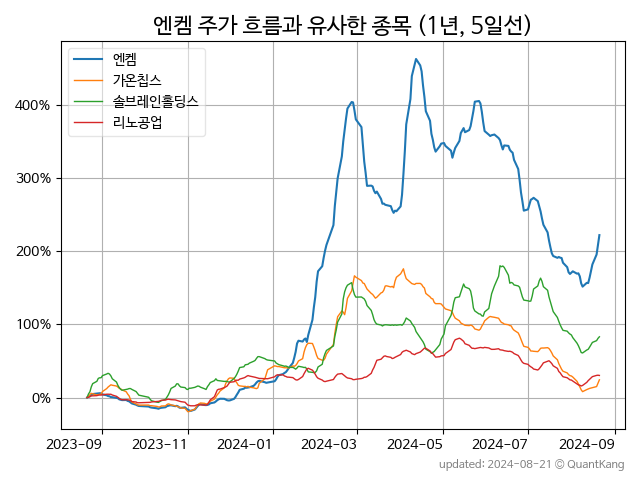 엔켐 주가 흐름과 유사한 종목 (1년, 5일선)
엔켐
가온칩스
솔브레인홀딩스
리노공업
400%
300%
200%
100%
0%
2023-09 2023-11 2024-01 2024-03 2024-05 2024-07 2024-09
updated: 2024-08-21 © QuantKang